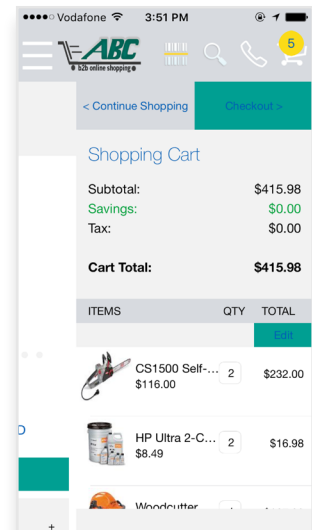 Vodafone 3:51 PM
ABC
b2b online shopping
5
< Continue Shopping Checkout >
Shopping Cart
Subtotal: $415.98
Savings: $0.00
Tax: $0.00
Cart Total: $415.98
ITEMS QTY TOTAL
Edit
CS1500 Self-... 2 $232.00
$116.00
HP Ultra 2-C... 2 $16.98
$8.49
Woodcutter
+